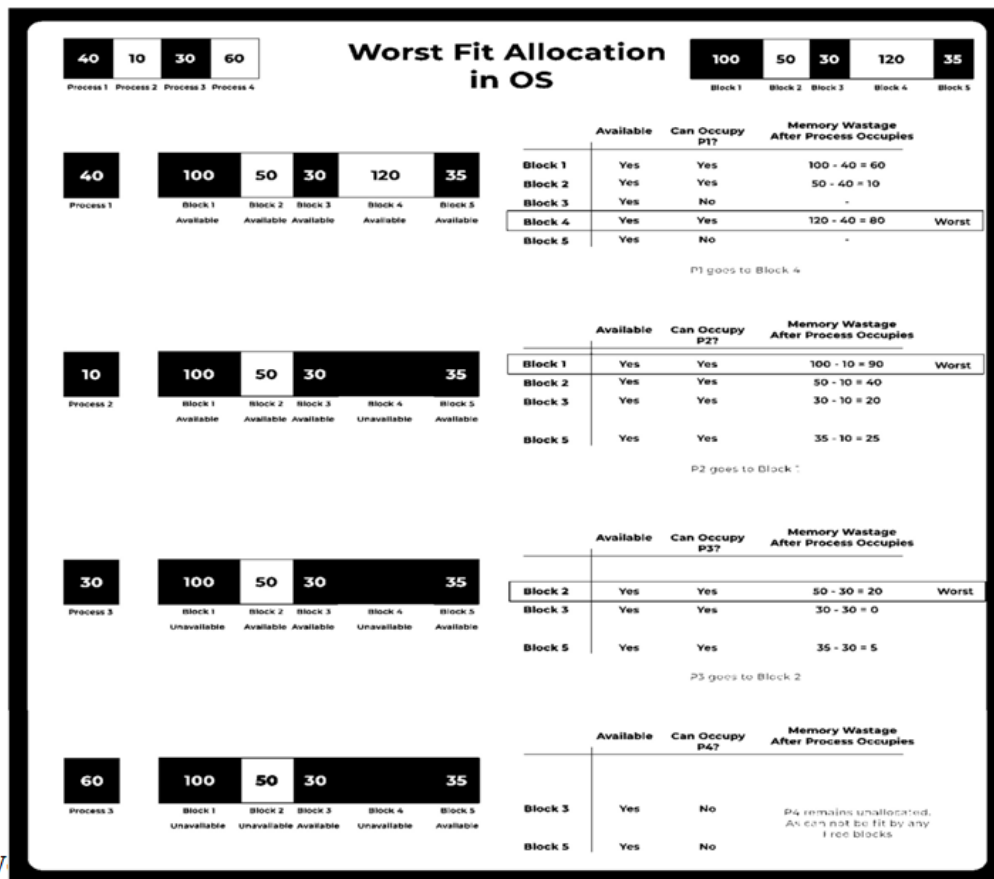 Worst Fit Allocation
in OS
40 10 30 60
Process 1 Process 2 Process 3 Process 4
100 50 30 120 35
Block 1 Block 2 Block 3 Block 4 Block 5
Available Can Occupy P1? Memory Wastage After Process Occupies
40 100 50 30 120 35
Process 1 Block 1 Block 2 Block 3 Block 4 Block 5
Available Available Available Available Available
Block 1 Yes Yes 100 - 40 = 60
Block 2 Yes Yes 50 - 40 = 10
Block 3 Yes No -
Block 4 Yes Yes 120 - 40 = 80 Worst
Block 5 Yes No -
P1 goes to Block 4
Available Can Occupy P2? Memory Wastage After Process Occupies
10 100 50 30 35
Process 2 Block 1 Block 2 Block 3 Block 4 Block 5
Available Available Available Unavailable Available
Block 1 Yes Yes 100 - 10 = 90 Worst
Block 2 Yes Yes 50 - 10 = 40
Block 3 Yes Yes 30 - 10 = 20
Block 5 Yes Yes 35 - 10 = 25
P2 goes to Block
Available Can Occupy P3? Memory Wastage After Process Occupies
30 100 50 30 35
Process 3 Block 1 Block 2 Block 3 Block 4 Block 5
Unavailable Available Available Unavailable Available
Block 2 Yes Yes 50 - 30 = 20 Worst
Block 3 Yes Yes 30 - 30 = 0
Block 5 Yes Yes 35 - 30 = 5
P3 goes to Block 2
Available Can Occupy P4? Memory Wastage After Process Occupies
60 100 50 30 35
Process 3 Block 1 Block 2 Block 3 Block 4 Block 5
Unavailable Unavailable Available Unavailable Available
Block 3 Yes No
Block 5 Yes No
P4 remains unallocated.
As can not be fit by any
Free blocks